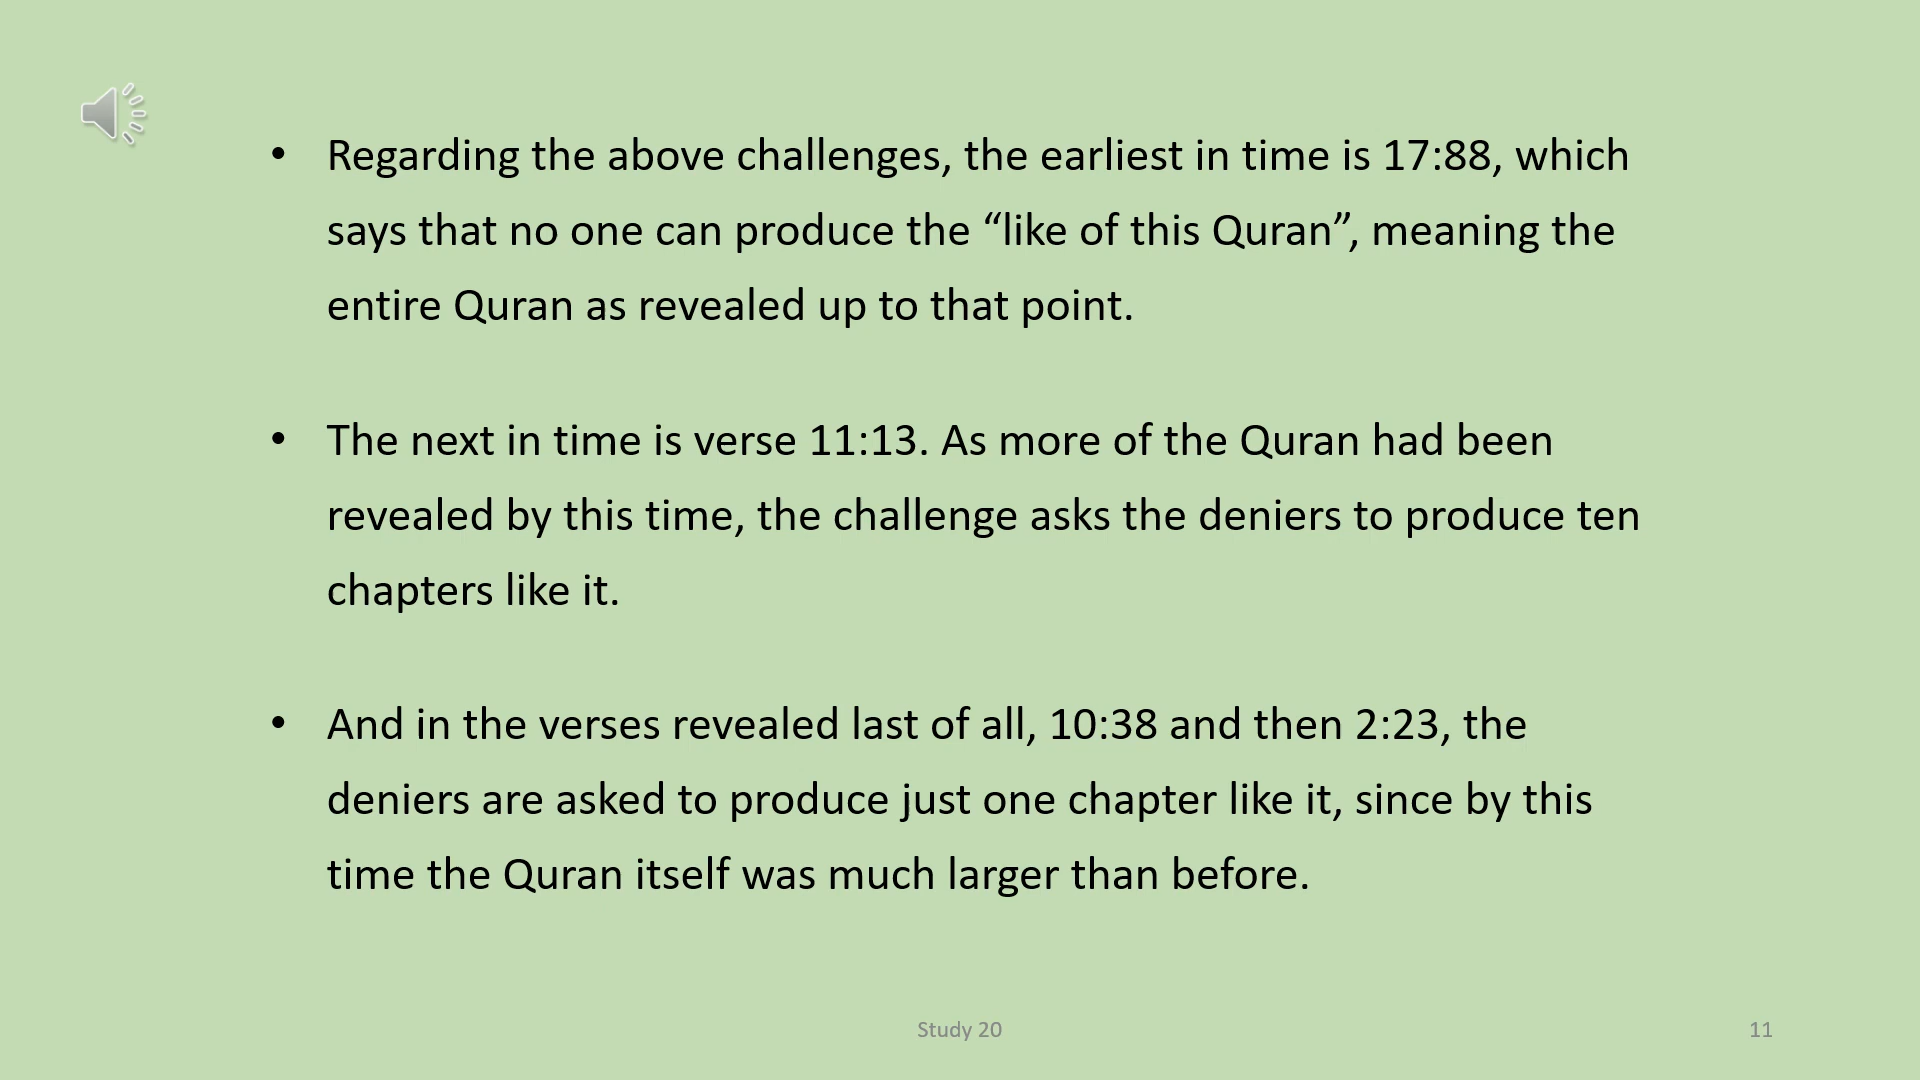 • Regarding the above challenges, the earliest in time is 17:88, which
says that no one can produce the “like of this Quran”, meaning the
entire Quran as revealed up to that point.
• The next in time is verse 11:13. As more of the Quran had been
revealed by this time, the challenge asks the deniers to produce ten
chapters like it.
• And in the verses revealed last of all, 10:38 and then 2:23, the
deniers are asked to produce just one chapter like it, since by this
time the Quran itself was much larger than before.
Study 20
11